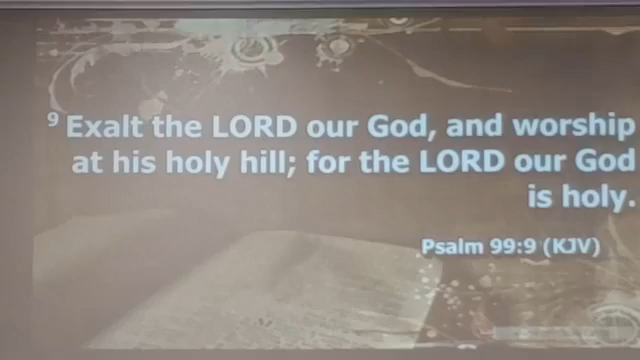 ⁹ Exalt the LORD our God, and worship
at his holy hill; for the LORD our God
is holy.
Psalm 99:9 (KJV)